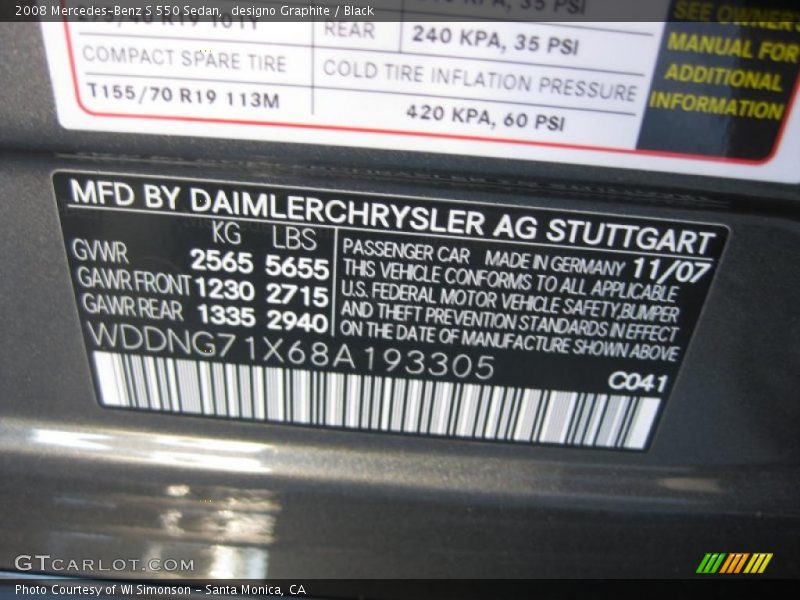 2008 Mercedes-Benz S 550 Sedan, designo Graphite / Black
REAR 240 KPA, 35 PSI
COMPACT SPARE TIRE
T155/70 R19 113M
COLD TIRE INFLATION PRESSURE
420 KPA, 60 PSI
SEE OWNER'S
MANUAL FOR
ADDITIONAL
INFORMATION
MFD BY DAIMLERCHRYSLER AG STUTTGART
KG LBS
GVWR 2565 5655
GAWR FRONT 1230 2715
GAWR REAR 1335 2940
PASSENGER CAR MADE IN GERMANY 11/07
THIS VEHICLE CONFORMS TO ALL APPLICABLE
U.S. FEDERAL MOTOR VEHICLE SAFETY,BUMPER
AND THEFT PREVENTION STANDARDS IN EFFECT
ON THE DATE OF MANUFACTURE SHOWN ABOVE
WDDNG71X68A193305
C041
GTCARLOT.COM
Photo Courtesy of WI Simonson - Santa Monica, CA